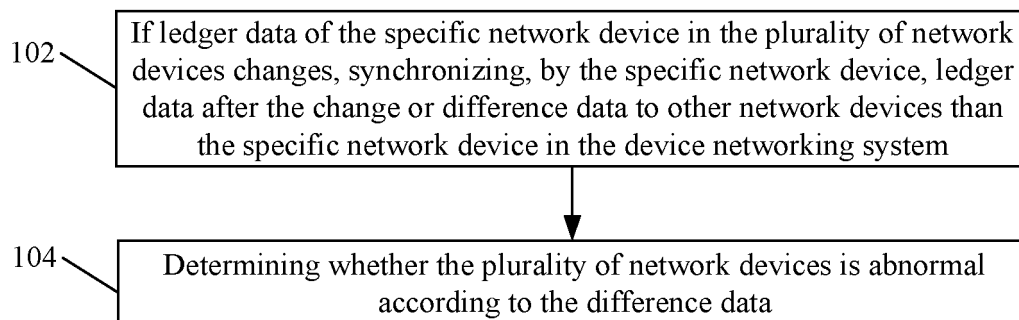 102
If ledger data of the specific network device in the plurality of network
devices changes, synchronizing, by the specific network device, ledger
data after the change or difference data to other network devices than
the specific network device in the device networking system
104
Determining whether the plurality of network devices is abnormal
according to the difference data